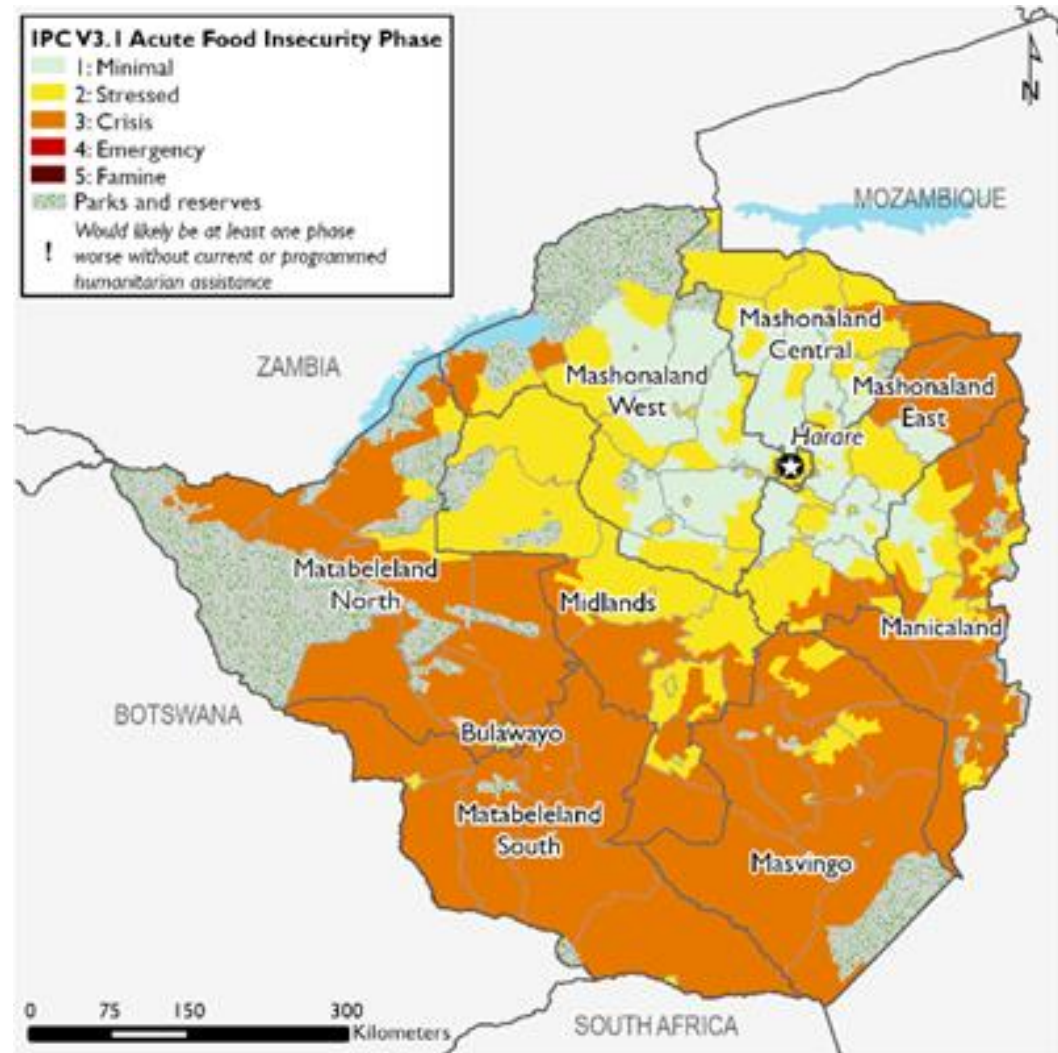 IPC V3.1 Acute Food Insecurity Phase
1: Minimal
2: Stressed
3: Crisis
4: Emergency
5: Famine
Parks and reserves
! Would likely be at least one phase
worse without current or programmed
humanitarian assistance
N
MOZAMBIQUE
ZAMBIA
Mashonaland
Central
Mashonaland
West
Mashonaland
East
Harare
Matabeleland
North
Midlands
Manicaland
BOTSWANA
Bulawayo
Matabeleland
South
Masvingo
0 75 150 300
Kilometers
SOUTH AFRICA